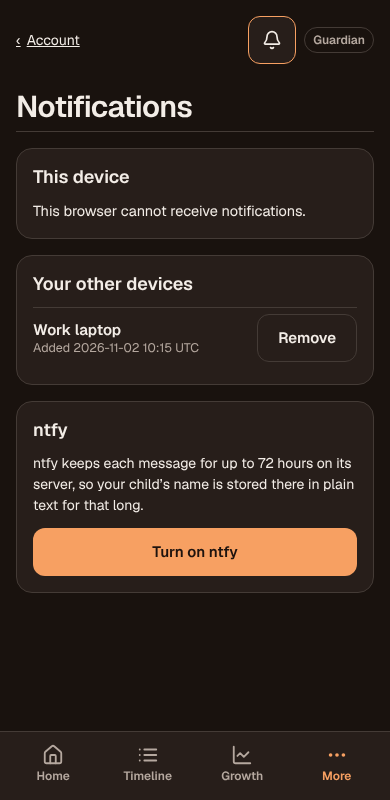 ‹ Account
Guardian
Notifications
This device
This browser cannot receive notifications.
Your other devices
Work laptop
Added 2026-11-02 10:15 UTC
Remove
ntfy
ntfy keeps each message for up to 72 hours on its
server, so your child’s name is stored there in plain
text for that long.
Turn on ntfy
Home
Timeline
Growth
More